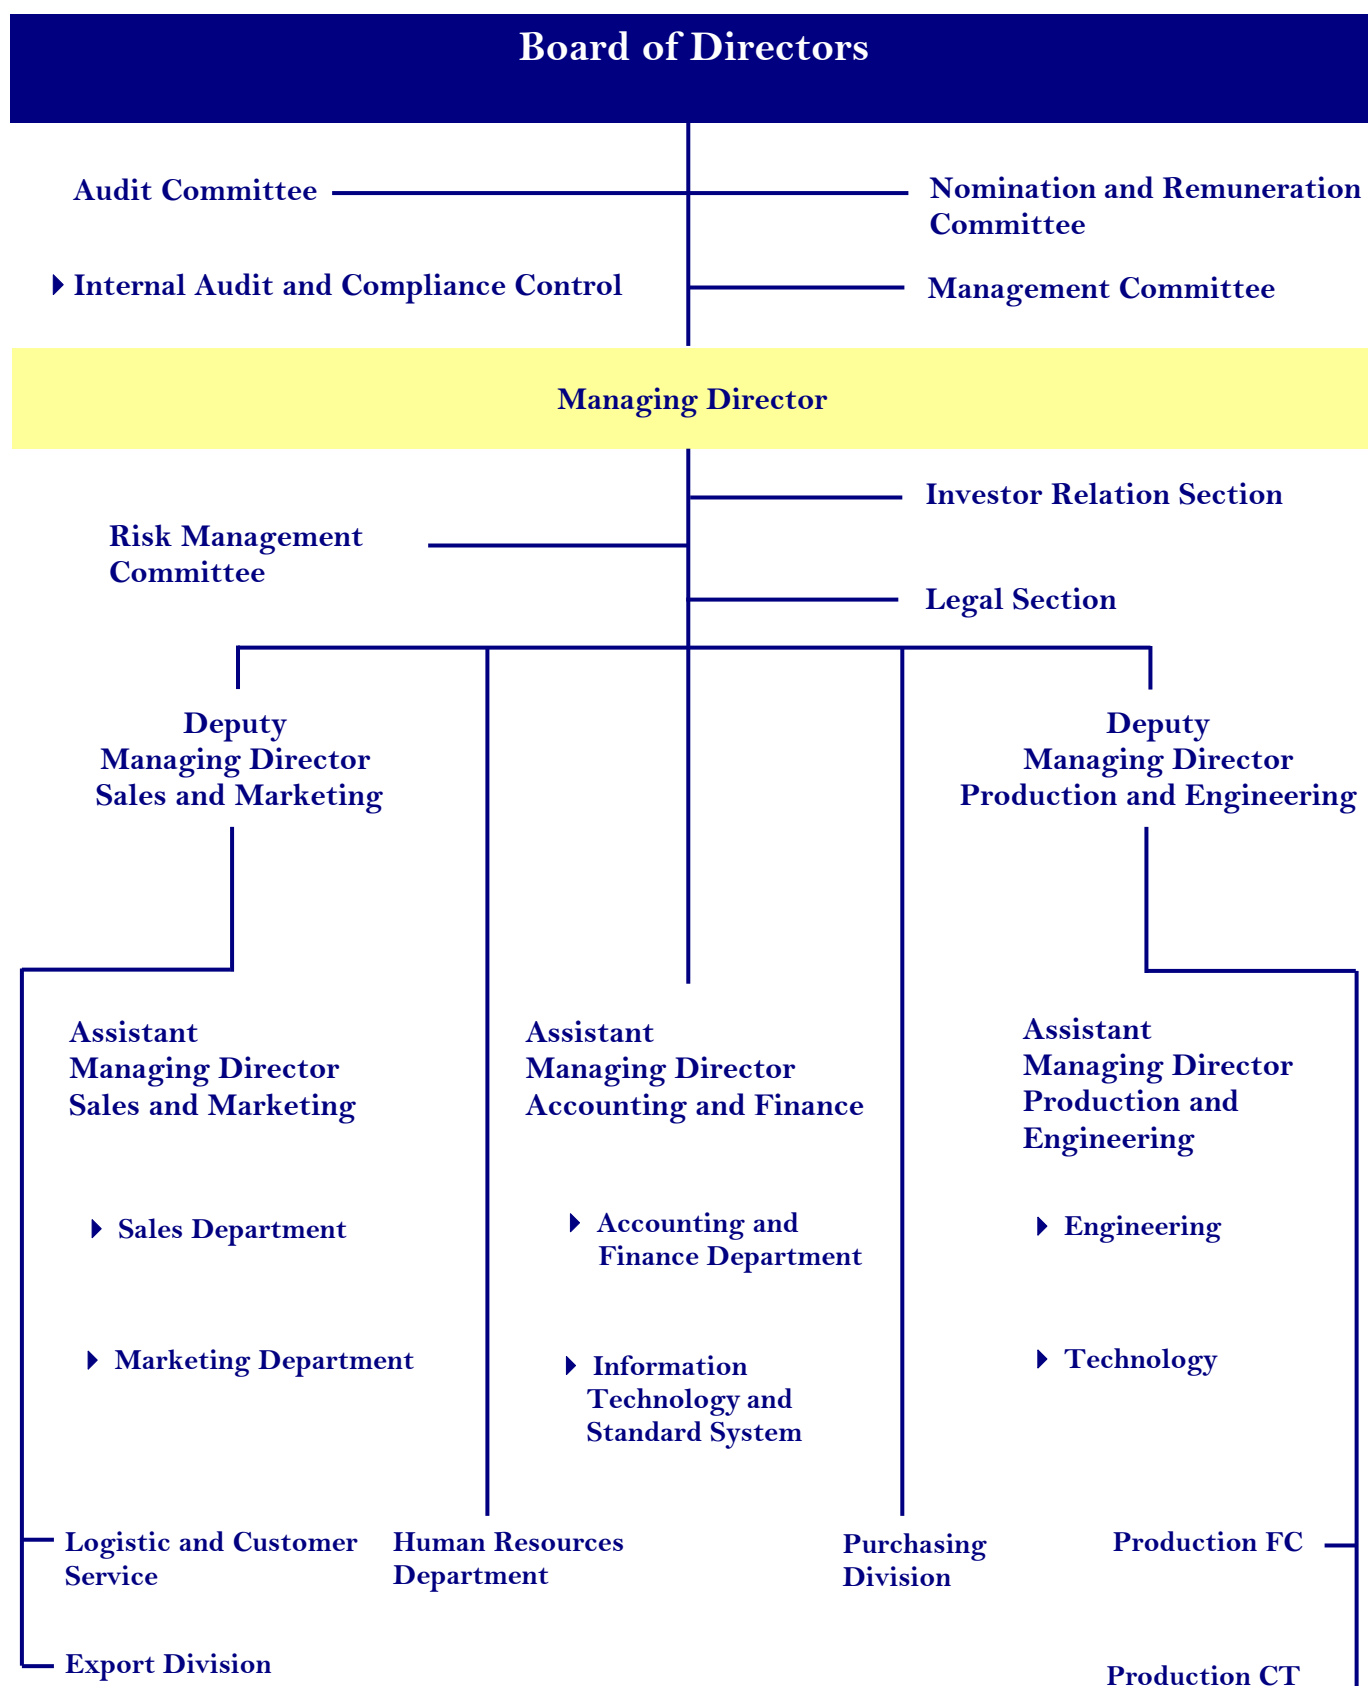 Board of Directors
Audit Committee
Nomination and Remuneration
Committee
Internal Audit and Compliance Control
Management Committee
Managing Director
Investor Relation Section
Risk Management
Committee
Legal Section
Deputy
Managing Director
Sales and Marketing
Deputy
Managing Director
Production and Engineering
Assistant
Managing Director
Sales and Marketing
Assistant
Managing Director
Accounting and Finance
Assistant
Managing Director
Production and
Engineering
Sales Department
Accounting and
Finance Department
Engineering
Marketing Department
Information
Technology and
Standard System
Technology
Logistic and Customer
Service
Human Resources
Department
Purchasing
Division
Production FC
Export Division
Production CT